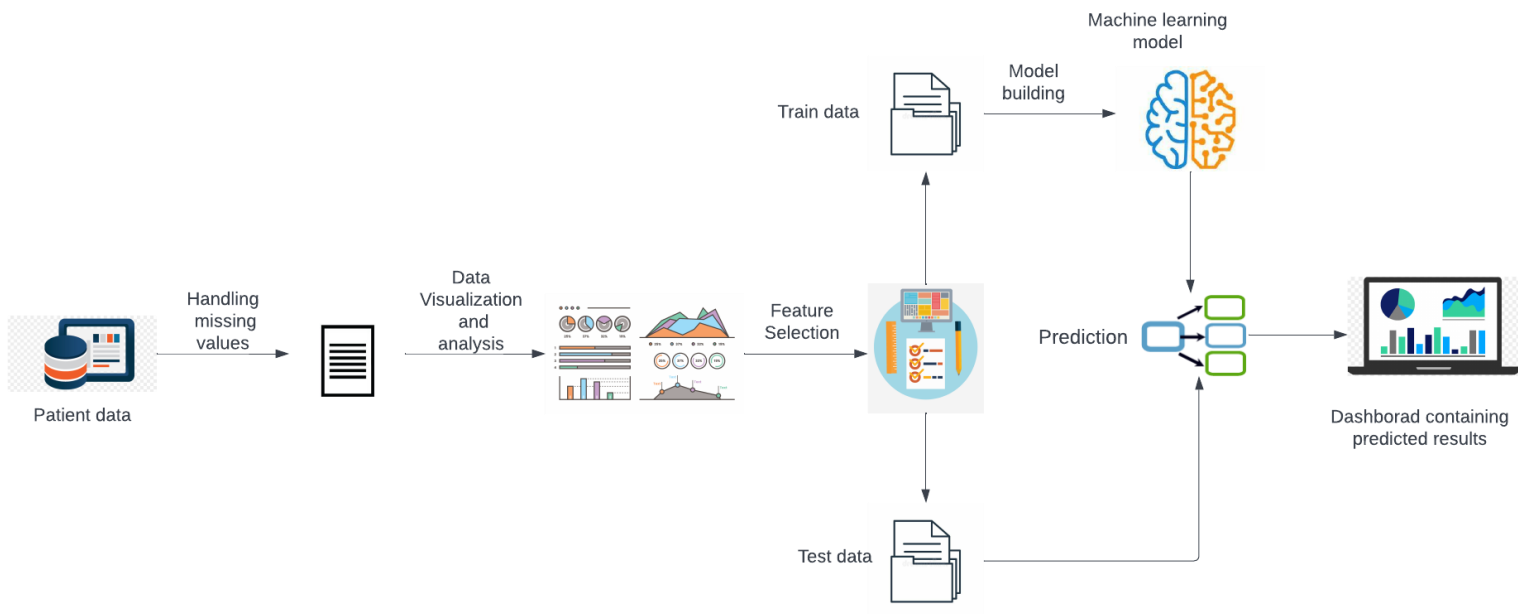 Machine learning
model
Model
building
Train data
Data
Visualization
and
analysis
Handling
missing
values
Feature
Selection
Prediction
Patient data
Dashborad containing
predicted results
Test data